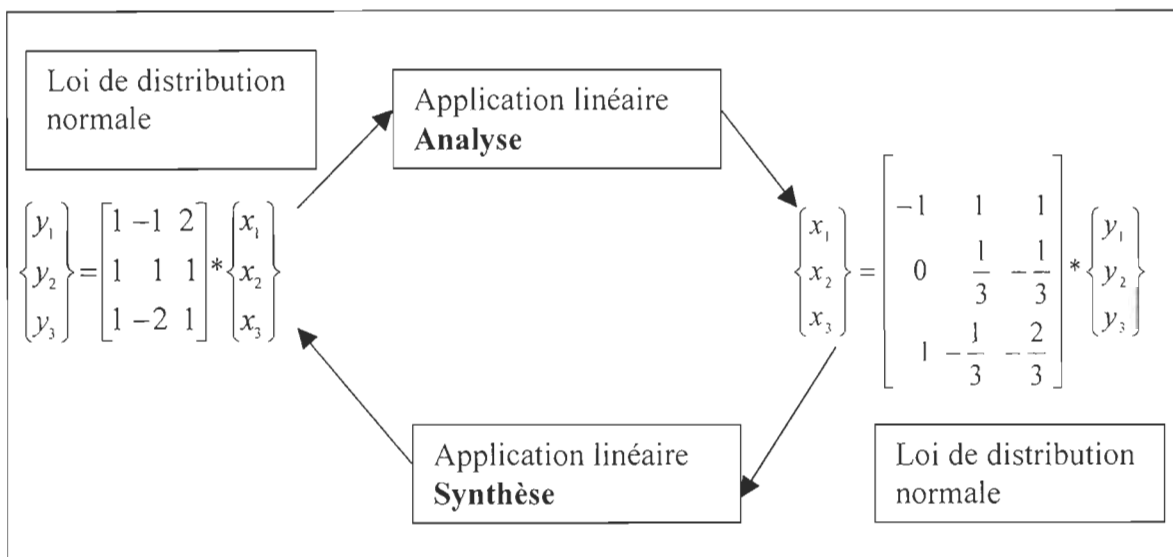 Loi de distribution
normale
Application linéaire
Analyse
{y₁ y₂ y₃} = [1 −1 2; 1 1 1; 1 −2 1] * {x₁ x₂ x₃}
{x₁ x₂ x₃} = [−1 1 1; 0 1/3 −1/3; 1 −1/3 −2/3] * {y₁ y₂ y₃}
Application linéaire
Synthèse
Loi de distribution
normale